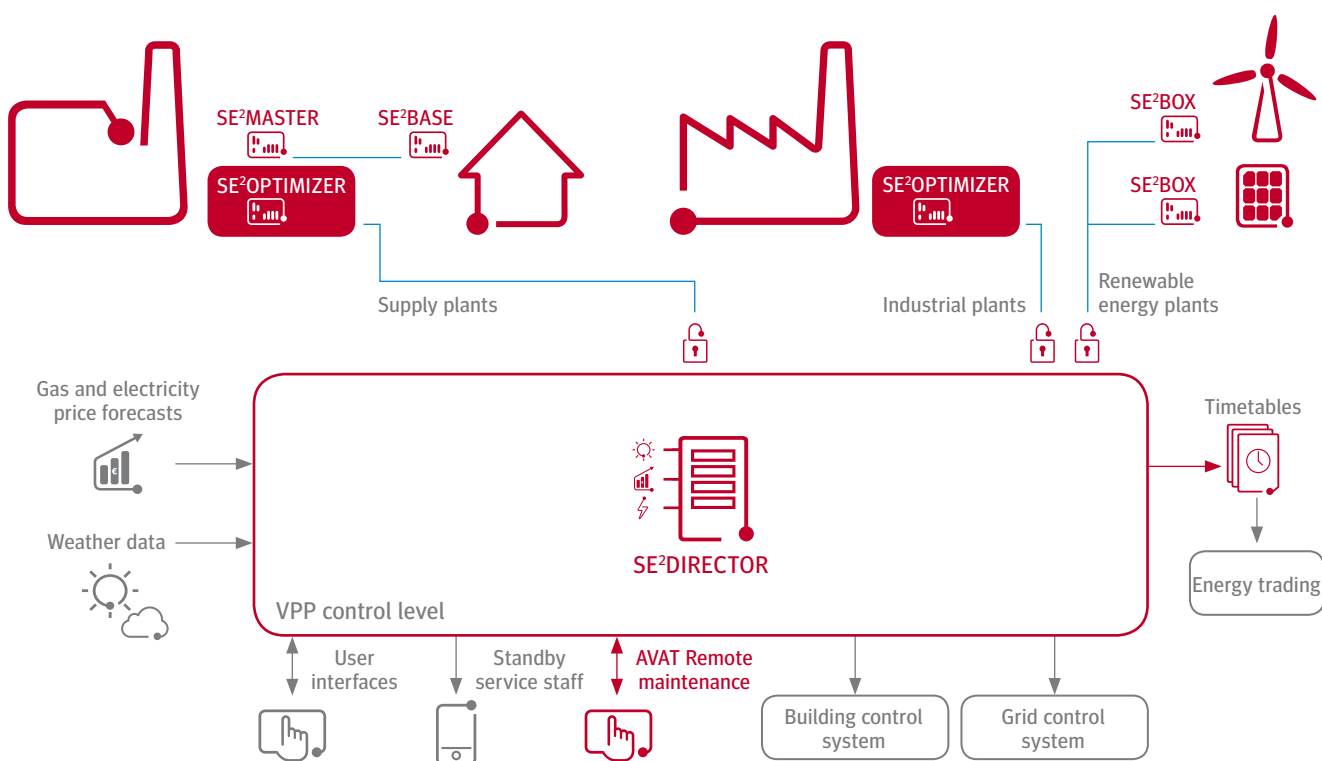 SE²MASTER
SE²BASE
SE²OPTIMIZER
SE²OPTIMIZER
SE²BOX
SE²BOX
Supply plants
Industrial plants
Renewable
energy plants
Gas and electricity
price forecasts
€
Weather data
SE²DIRECTOR
VPP control level
Timetables
Energy trading
User
interfaces
Standby
service staff
AVAT Remote
maintenance
Building control
system
Grid control
system